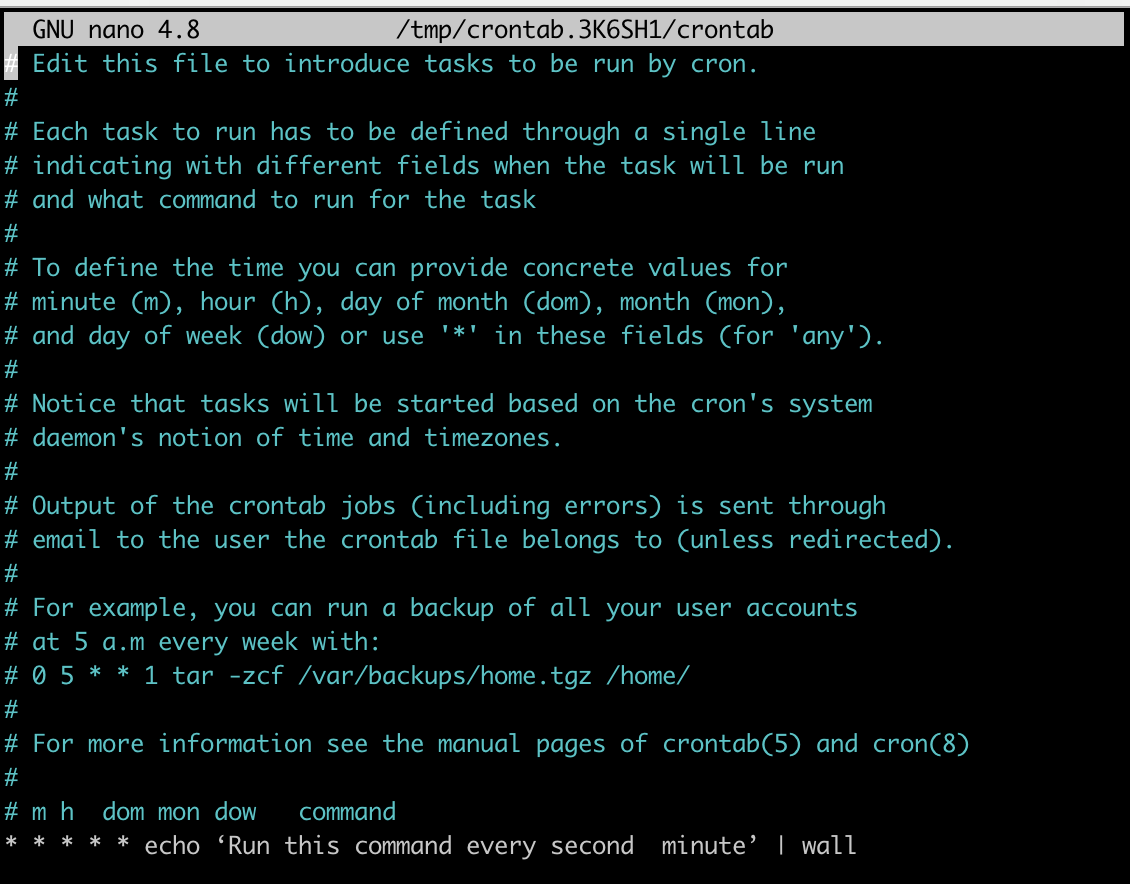 GNU nano 4.8 /tmp/crontab.3K6SH1/crontab
# Edit this file to introduce tasks to be run by cron.
#
# Each task to run has to be defined through a single line
# indicating with different fields when the task will be run
# and what command to run for the task
#
# To define the time you can provide concrete values for
# minute (m), hour (h), day of month (dom), month (mon),
# and day of week (dow) or use '*' in these fields (for 'any').
#
# Notice that tasks will be started based on the cron's system
# daemon's notion of time and timezones.
#
# Output of the crontab jobs (including errors) is sent through
# email to the user the crontab file belongs to (unless redirected).
#
# For example, you can run a backup of all your user accounts
# at 5 a.m every week with:
# 0 5 * * 1 tar -zcf /var/backups/home.tgz /home/
#
# For more information see the manual pages of crontab(5) and cron(8)
#
# m h  dom mon dow   command
* * * * * echo ‘Run this command every second  minute’ | wall